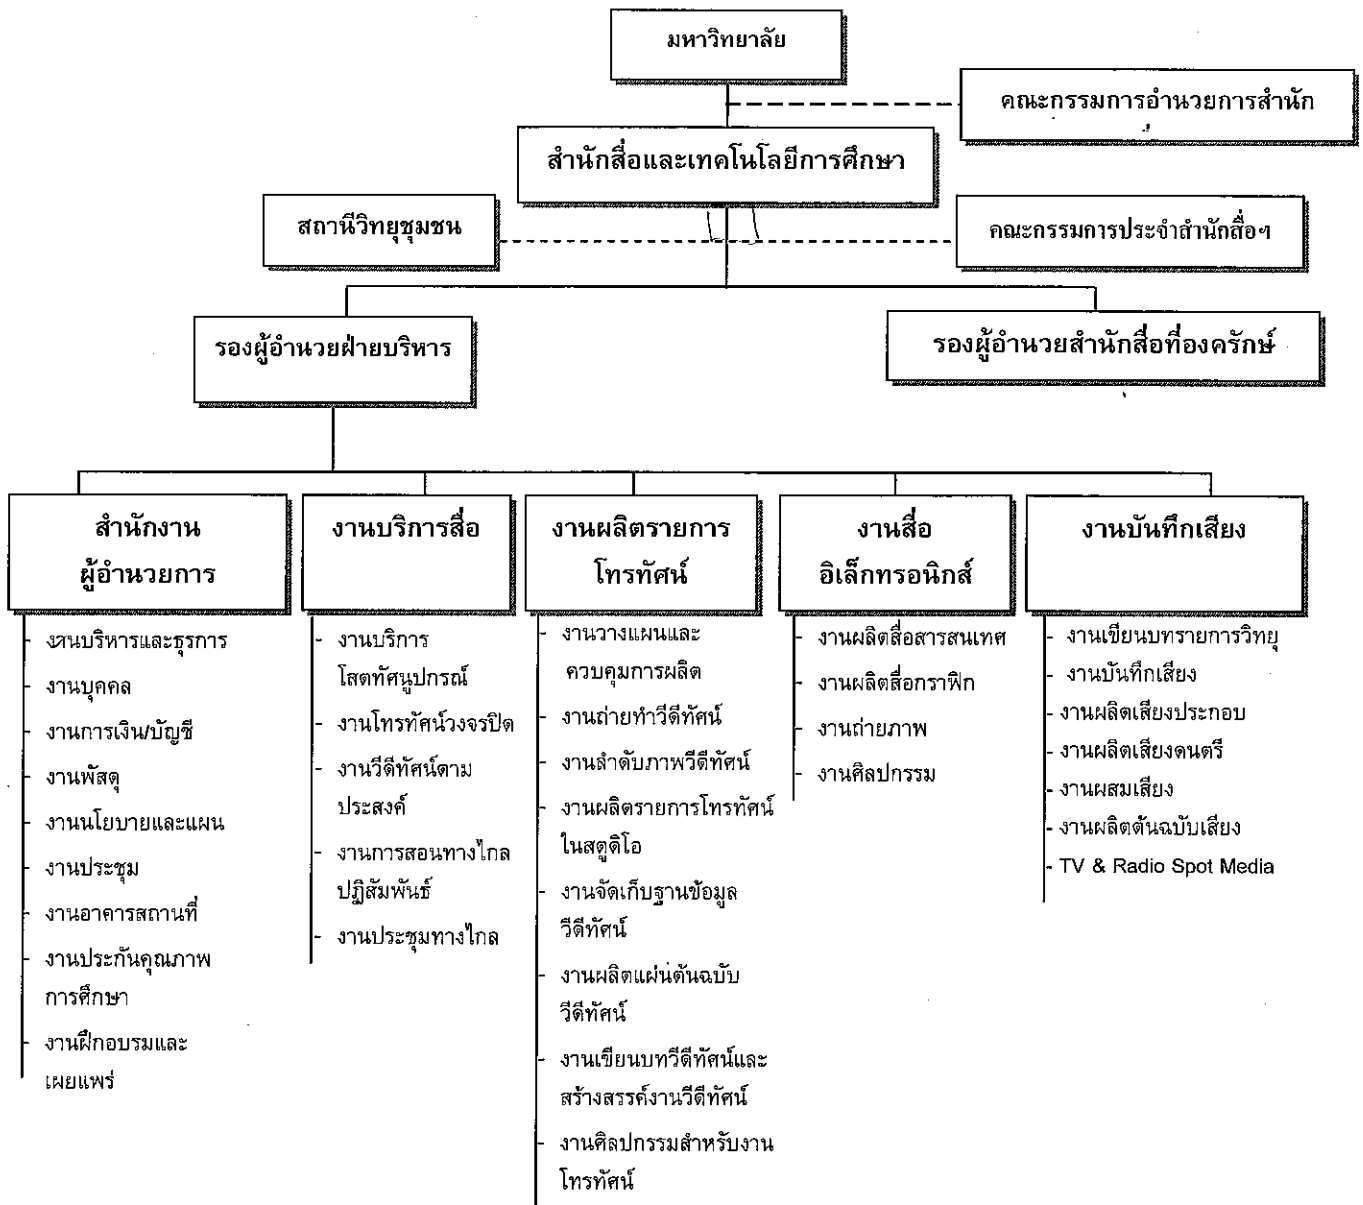 มหาวิทยาลัย
คณะกรรมการอำนวยการสำนัก
สำนักสื่อและเทคโนโลยีการศึกษา
สถานีวิทยุชุมชน
คณะกรรมการประจำสำนักสื่อฯ
รองผู้อำนวยฝ่ายบริหาร
รองผู้อำนวยสำนักสื่อที่องครักษ์
สำนักงาน
ผู้อำนวยการ
- งานบริหารและธุรการ
- งานบุคคล
- งานการเงิน/บัญชี
- งานพัสดุ
- งานนโยบายและแผน
- งานประชุม
- งานอาคารสถานที่
- งานประกันคุณภาพ
การศึกษา
- งานฝึกอบรมและ
เผยแพร่
งานบริการสื่อ
- งานบริการ
โสตทัศนูปกรณ์
- งานโทรทัศน์วงจรปิด
- งานวีดีทัศน์ตาม
ประสงค์
- งานการสอนทางไกล
ปฏิสัมพันธ์
- งานประชุมทางไกล
งานผลิตรายการ
โทรทัศน์
- งานวางแผนและ
ควบคุมการผลิต
- งานถ่ายทำวีดีทัศน์
- งานลำดับภาพวีดีทัศน์
- งานผลิตรายการโทรทัศน์
ในสตูดิโอ
- งานจัดเก็บฐานข้อมูล
วีดีทัศน์
- งานผลิตแผ่นต้นฉบับ
วีดีทัศน์
- งานเขียนบทวีดีทัศน์และ
สร้างสรรค์งานวีดีทัศน์
- งานศิลปกรรมสำหรับงาน
โทรทัศน์
งานสื่อ
อิเล็กทรอนิกส์
- งานผลิตสื่อสารสนเทศ
- งานผลิตสื่อกราฟิก
- งานถ่ายภาพ
- งานศิลปกรรม
งานบันทึกเสียง
- งานเขียนบทรายการวิทยุ
- งานบันทึกเสียง
- งานผลิตเสียงประกอบ
- งานผลิตเสียงดนตรี
- งานผสมเสียง
- งานผลิตต้นฉบับเสียง
- TV & Radio Spot Media